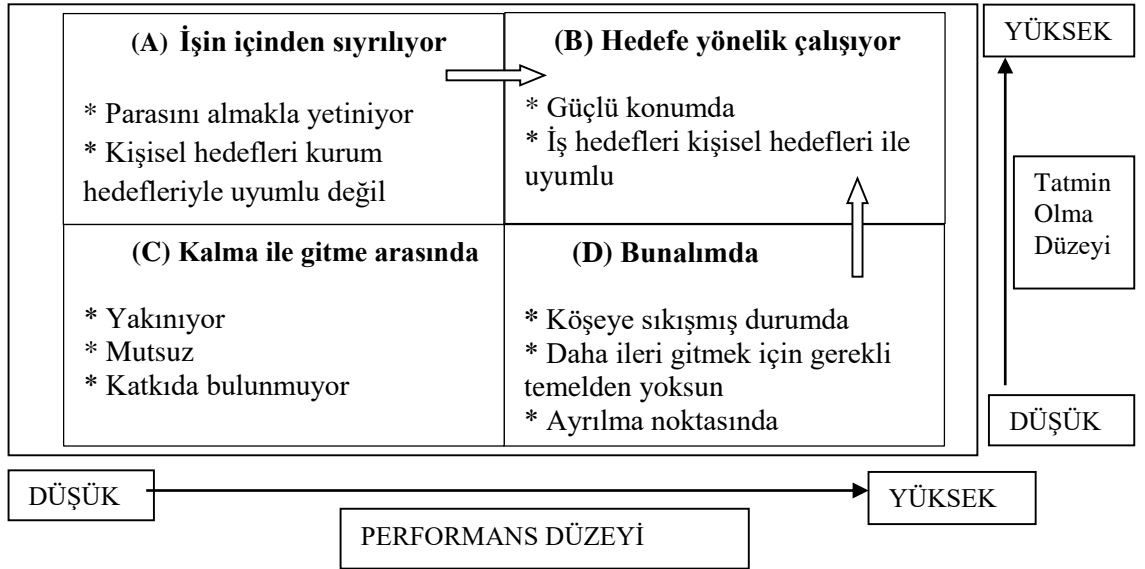 (A) İşin içinden sıyrılıyor
* Parasını almakla yetiniyor
* Kişisel hedefleri kurum
hedefleriyle uyumlu değil
(B) Hedefe yönelik çalışıyor
* Güçlü konumda
* İş hedefleri kişisel hedefleri ile
uyumlu
(C) Kalma ile gitme arasında
* Yakınıyor
* Mutsuz
* Katkıda bulunmuyor
(D) Bunalımda
* Köşeye sıkışmış durumda
* Daha ileri gitmek için gerekli
temelden yoksun
* Ayrılma noktasında
YÜKSEK
Tatmin
Olma
Düzeyi
DÜŞÜK
DÜŞÜK
YÜKSEK
PERFORMANS DÜZEYİ